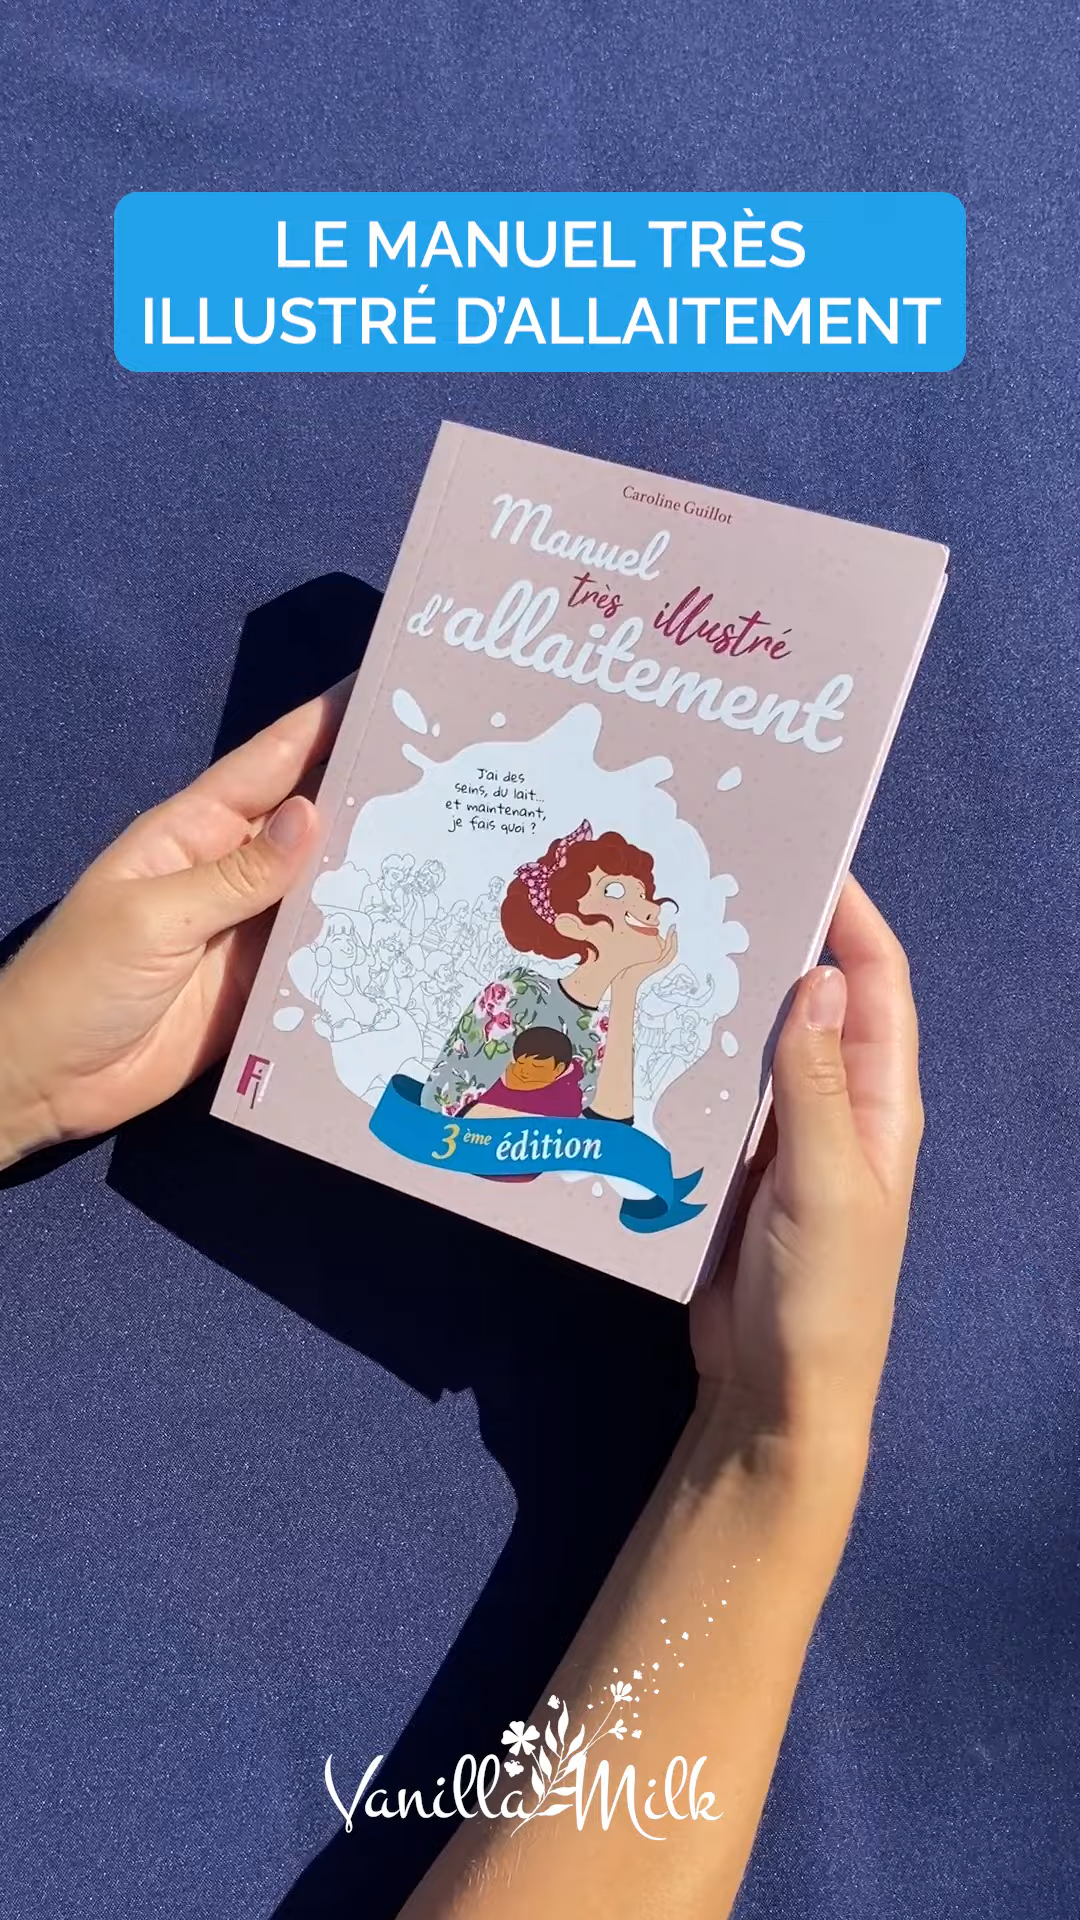 LE MANUEL TRÈS
ILLUSTRÉ D’ALLAITEMENT
Caroline Guillot
Manuel
très illustré
d'allaitement
J'ai des
seins, du lait...
et maintenant,
je fais quoi ?
3ème édition
Vanilla Milk